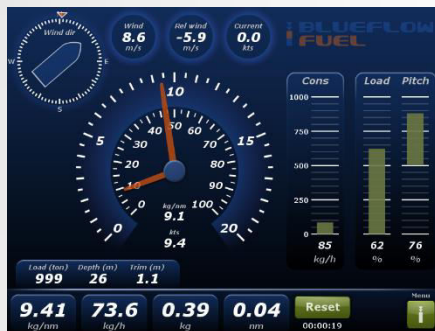 Wind dir
N
W
E
S
Wind
8.6
m/s
Rel wind
-5.9
m/s
Current
0.0
kts
BLUEFLOW
FUEL
0
5
10
15
20
0
10
20
30
40
50
60
70
80
90
100
kg/nm
9.1
kts
9.4
Cons
1000
750
500
250
0
85
kg/h
Load
62
%
Pitch
76
%
Load (ton)
999
Depth (m)
26
Trim (m)
1.1
9.41
kg/nm
73.6
kg/h
0.39
kg
0.04
nm
Reset
00:00:19
Menu
i